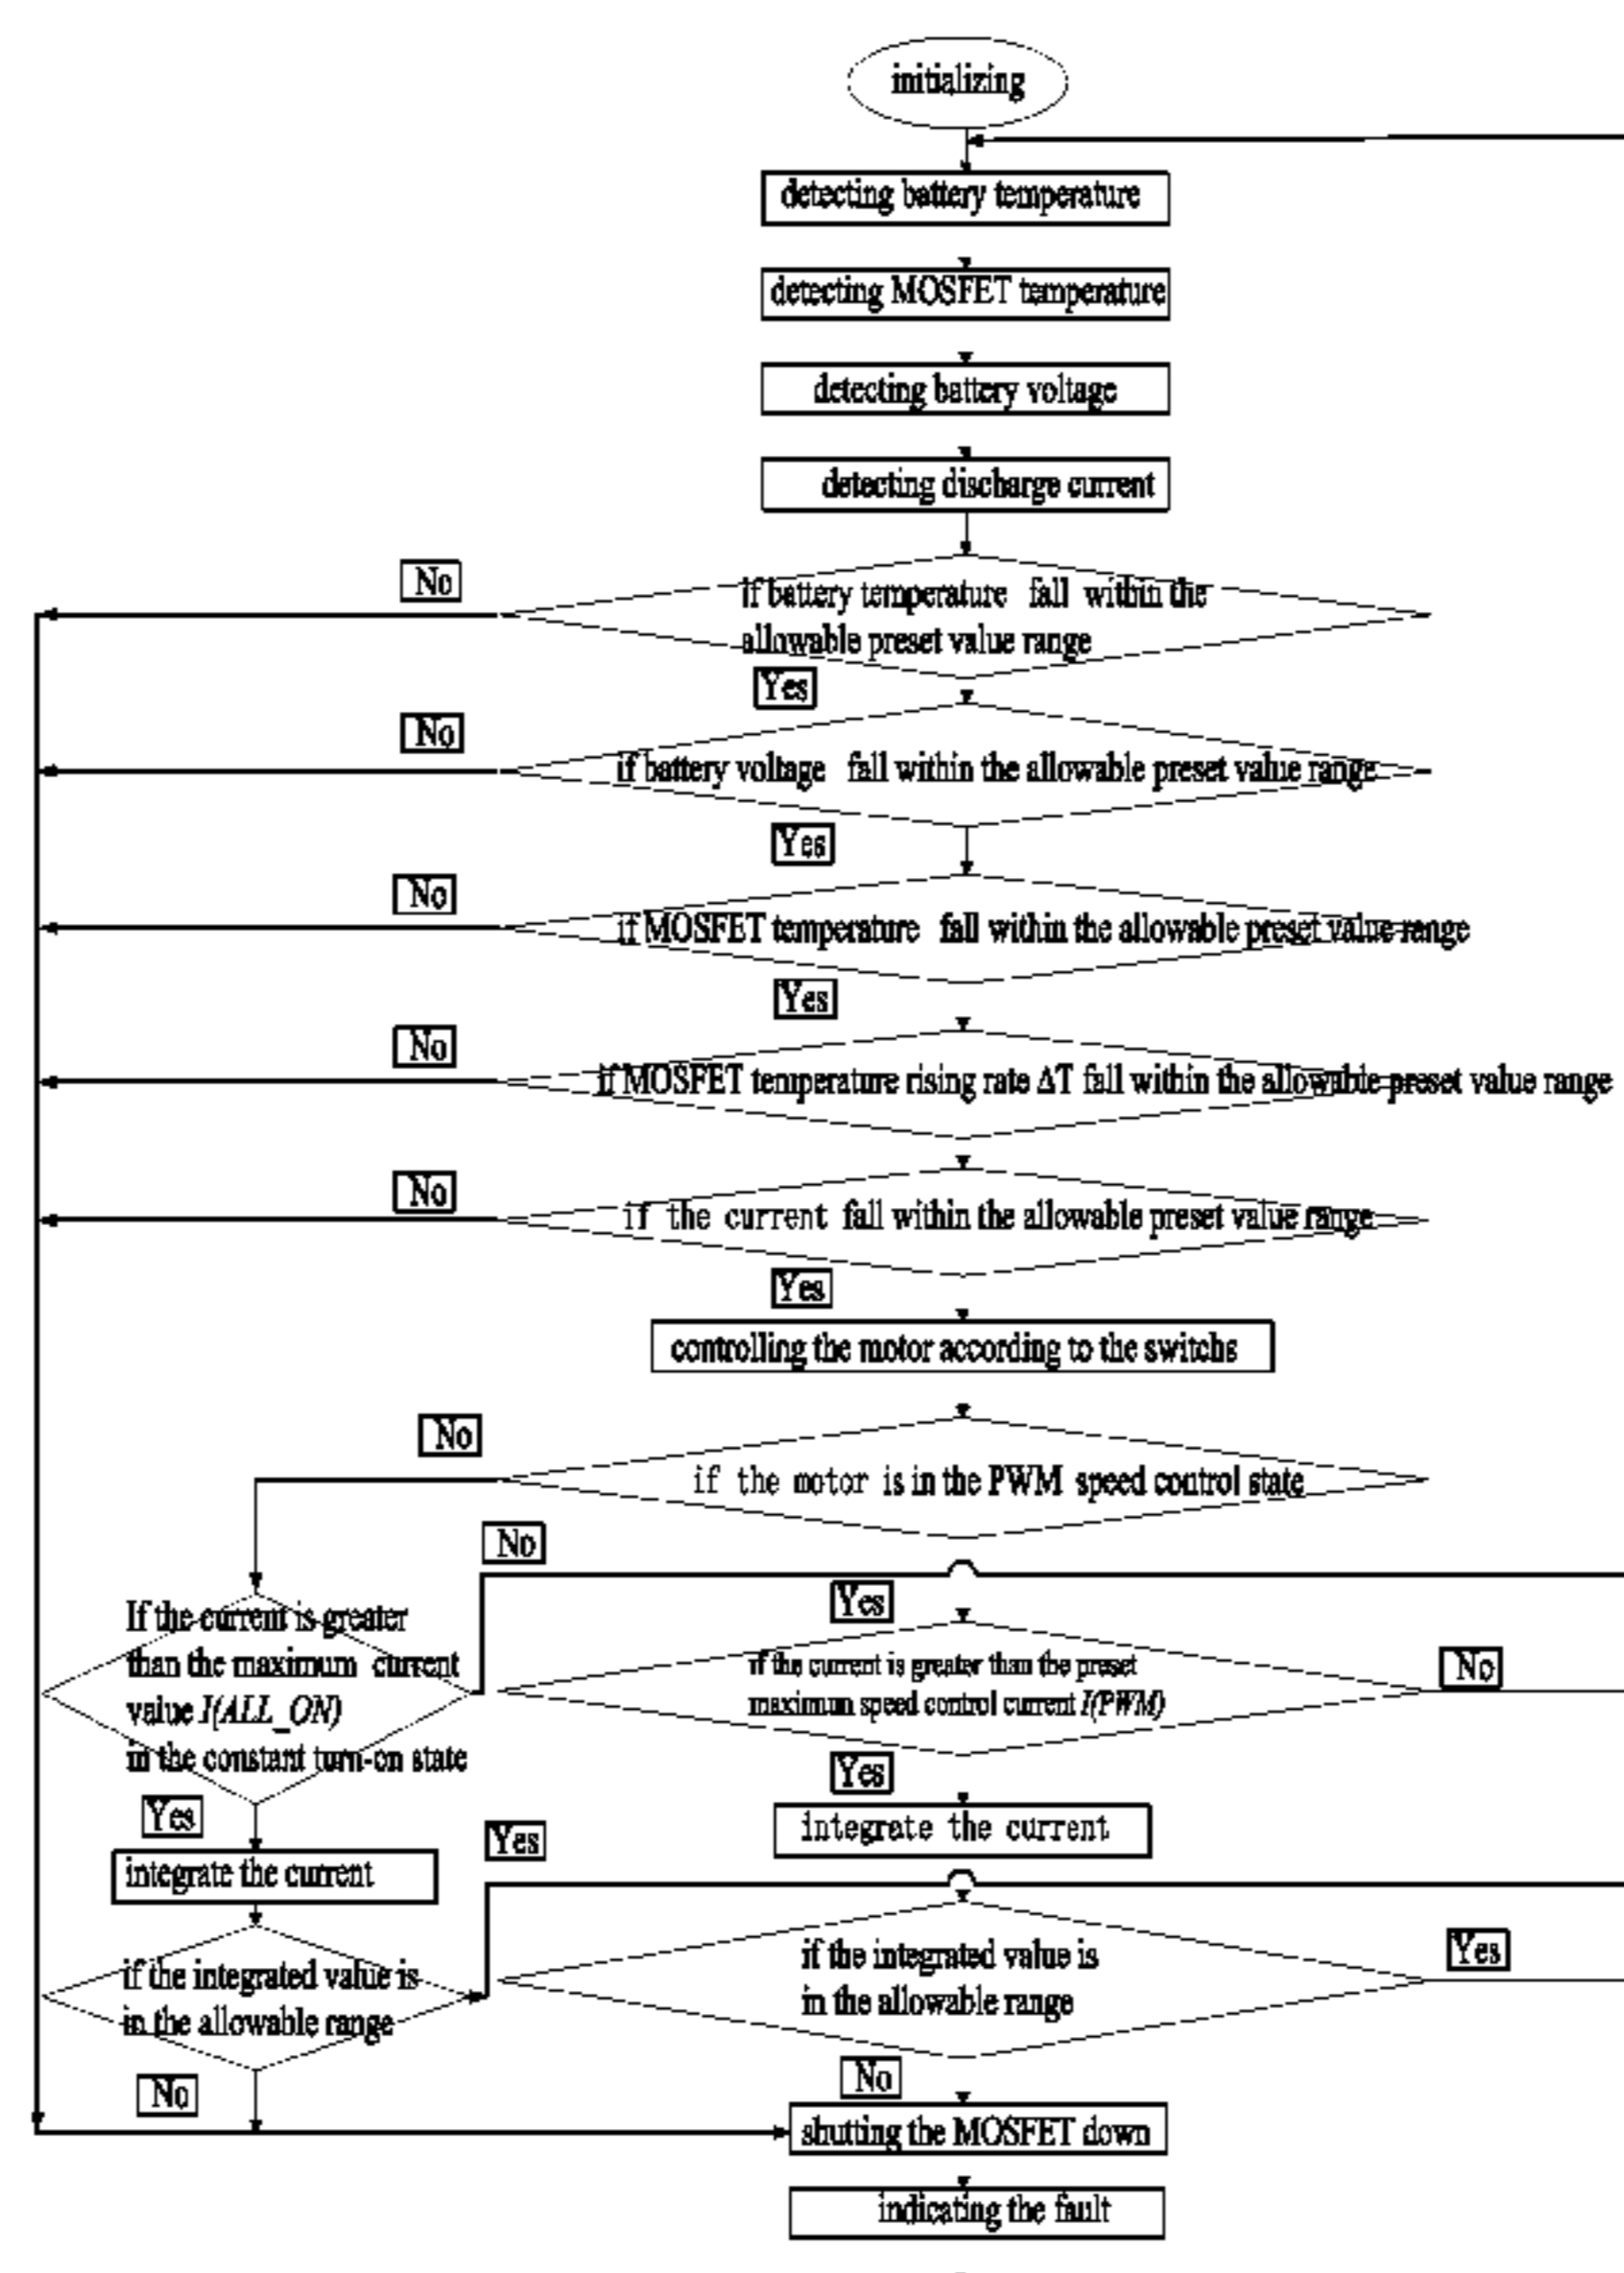 initializing
detecting battery temperature
detecting MOSFET temperature
detecting battery voltage
detecting discharge current
No
if battery temperature fall within the
allowable preset value range
Yes
No
if battery voltage fall within the allowable preset value range
Yes
No
if MOSFET temperature fall within the allowable preset value range
Yes
No
if MOSFET temperature rising rate ΔT fall within the allowable preset value range
No
if the current fall within the allowable preset value range
Yes
controlling the motor according to the switchs
No
if the motor is in the PWM speed control state
No
Yes
If the current is greater
than the maximum current
value I(ALL_ON)
in the constant turn-on state
if the current is greater than the preset
maximum speed control current I(PWM)
No
Yes
Yes
integrate the current
Yes
integrate the current
if the integrated value is
in the allowable range
if the integrated value is
in the allowable range
Yes
No
No
shutting the MOSFET down
indicating the fault